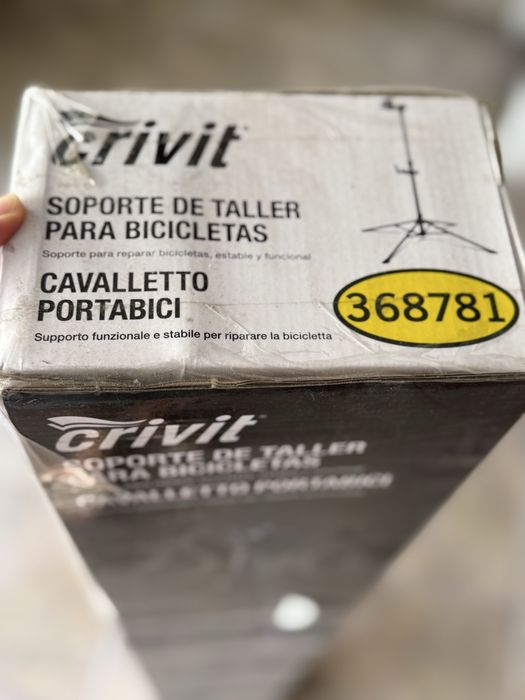 crivit
SOPORTE DE TALLER
PARA BICICLETAS
Soporte para reparar bicicletas, estable y funcional
CAVALLETTO
PORTABICI
368781
Supporto funzionale e stabile per riparare la bicicletta
crivit
SOPORTE DE TALLER
PARA BICICLETAS
CAVALLETTO PORTABICI